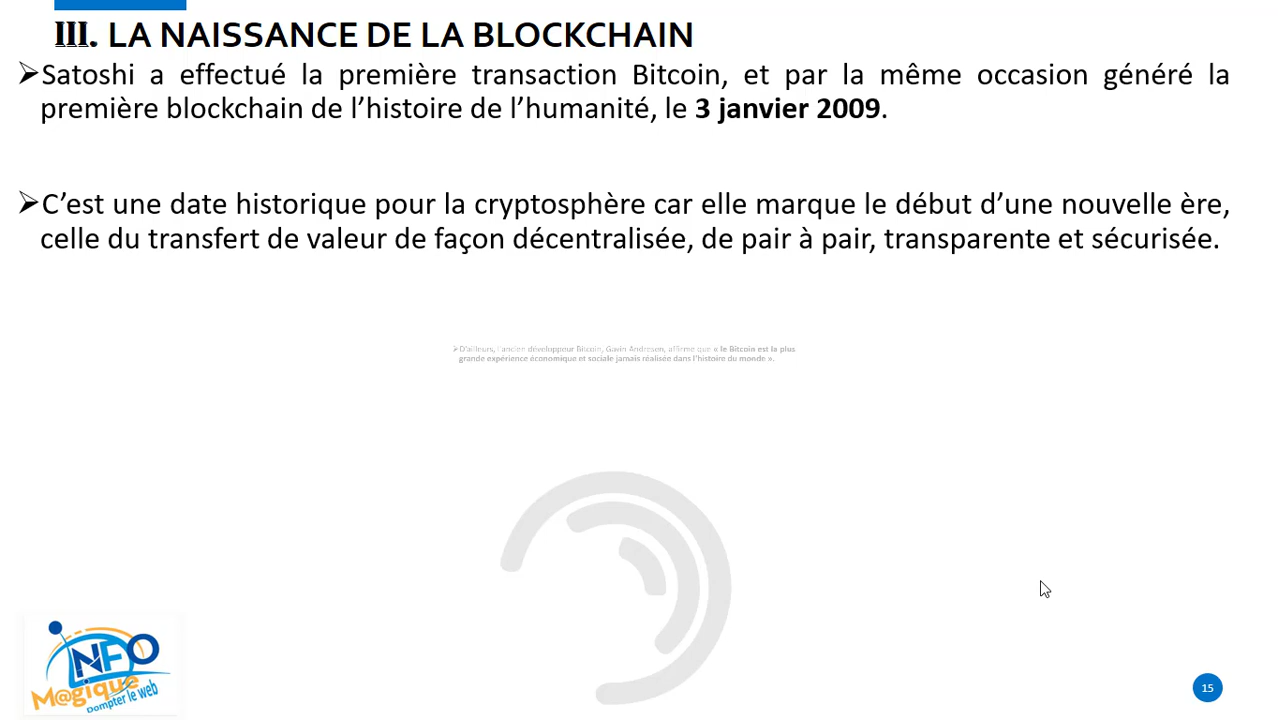 III. LA NAISSANCE DE LA BLOCKCHAIN
➢Satoshi a effectué la première transaction Bitcoin, et par la même occasion généré la
première blockchain de l’histoire de l’humanité, le 3 janvier 2009.
➢C’est une date historique pour la cryptosphère car elle marque le début d’une nouvelle ère,
celle du transfert de valeur de façon décentralisée, de pair à pair, transparente et sécurisée.
➢D’ailleurs, l’ancien développeur Bitcoin, Gavin Andresen, affirme que « le Bitcoin est la plus
grande expérience économique et sociale jamais réalisée dans l’histoire du monde ».
INFO
M@gique
Dompter le web
15